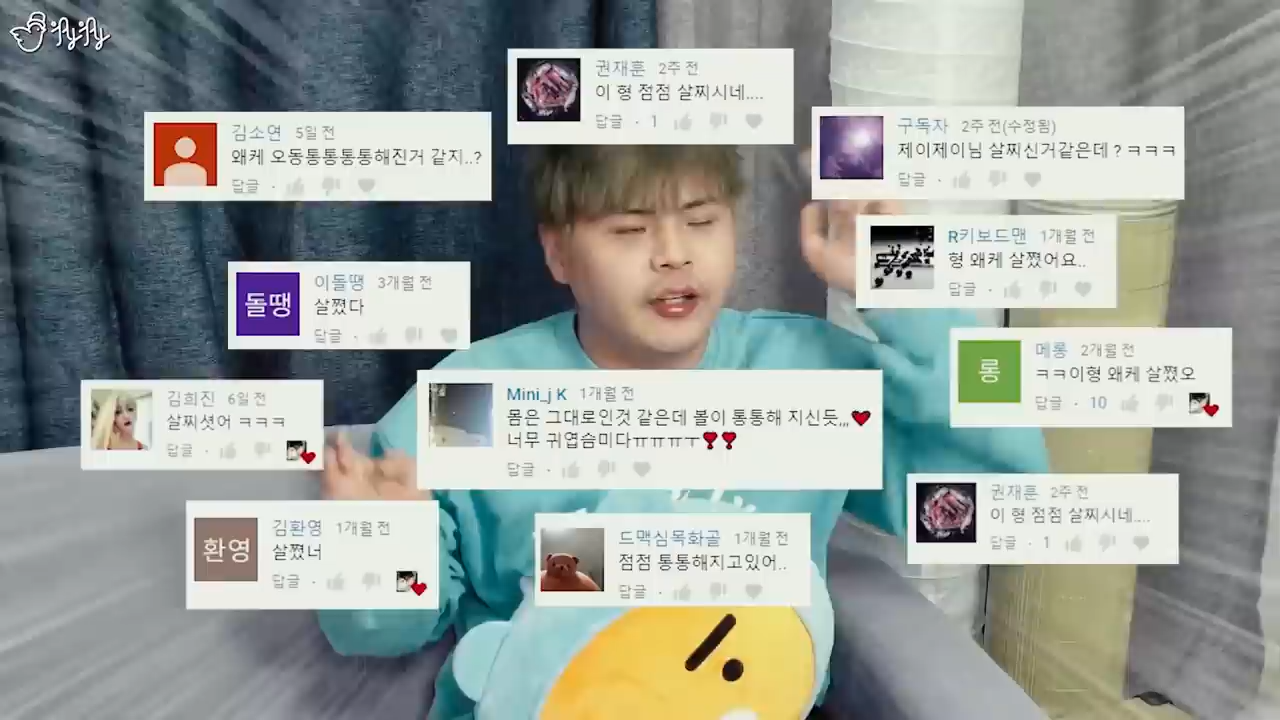 권재훈 2주 전
이 형 점점 살찌시네....
답글 · 1
김소연 5일 전
왜케 오동통통통통해진거 같지..?
답글 ·
구독자 2주 전(수정됨)
제이제이님 살찌신거같은데 ? ㅋㅋㅋ
답글 ·
R키보드맨 1개월 전
형 왜케 살쪘어요..
답글 ·
돌땡
이돌땡 3개월 전
살쪘다
답글 ·
롱
메롱 2개월 전
ㅋㅋ이형 왜케 살쪘오
답글 · 10
김희진 6일 전
살찌셧어 ㅋㅋㅋ
답글 ·
Mini_j K 1개월 전
몸은 그대로인것 같은데 볼이 통통해 지신듯,,,❤
너무 귀엽습미다ㅠㅠㅠㅜ❣❣
답글 ·
권재훈 2주 전
이 형 점점 살찌시네....
답글 · 1
환영
김환영 1개월 전
살쪘너
답글 ·
드맥심목화골 1개월 전
점점 통통해지고있어..
답글 ·